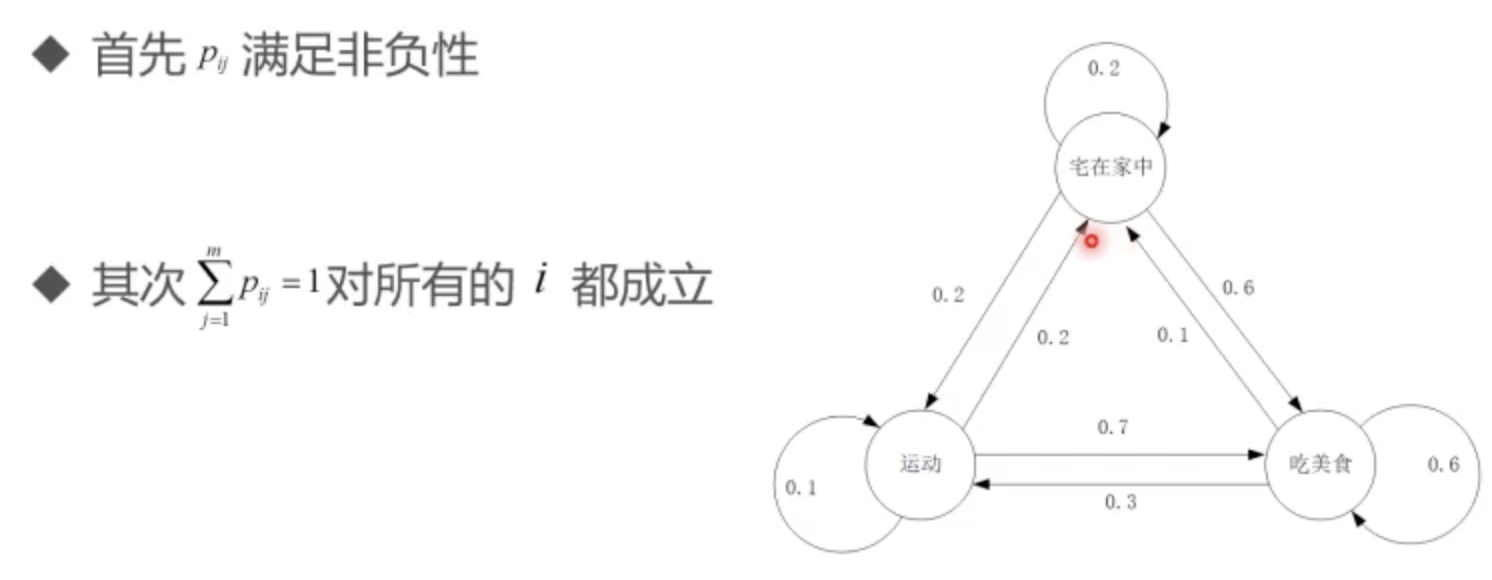 ◆ 首先 p_{ij} 满足非负性
◆ 其次 \sum_{j=1}^{m} p_{ij} = 1 对所有的 i 都成立
0.2
宅在家中
0.2
0.6
0.2
0.1
0.7
运动
吃美食
0.1
0.6
0.3